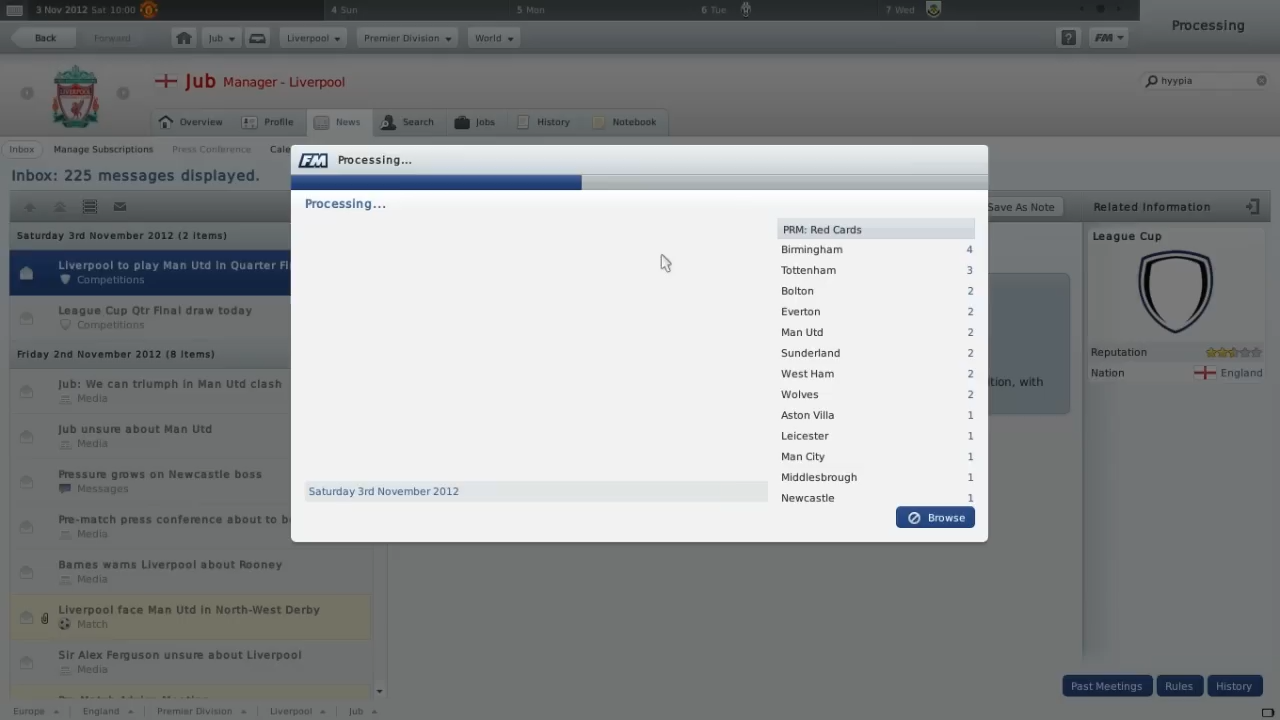 3 Nov 2012 Sat 10:00
4 Sun
5 Mon
6 Tue
7 Wed
Processing
Back
Forward
Jub
Liverpool
Premier Division
World
?
FM
Jub Manager - Liverpool
hyypia
Overview
Profile
News
Search
Jobs
History
Notebook
Inbox
Manage Subscriptions
Press Conference
Inbox: 225 messages displayed.
Save As Note
Related Information
Saturday 3rd November 2012 (2 items)
Liverpool to play Man Utd in Quarter
Competitions
League Cup Qtr Final draw today
Competitions
Friday 2nd November 2012 (8 items)
Jub: We can triumph in Man Utd clash
Media
Jub unsure about Man Utd
Media
Pressure grows on Newcastle boss
Messages
Pre-match press conference about to
Media
Barnes warns Liverpool about Rooney
Media
Liverpool face Man Utd in North-West Derby
Match
Sir Alex Ferguson unsure about Liverpool
Media
FM Processing...
Processing...
Saturday 3rd November 2012
PRM: Red Cards
Birmingham 4
Tottenham 3
Bolton 2
Everton 2
Man Utd 2
Sunderland 2
West Ham 2
Wolves 2
Aston Villa 1
Leicester 1
Man City 1
Middlesbrough 1
Newcastle 1
Browse
with
League Cup
Reputation
Nation England
Past Meetings
Rules
History
Europe
England
Premier Division
Liverpool
Jub